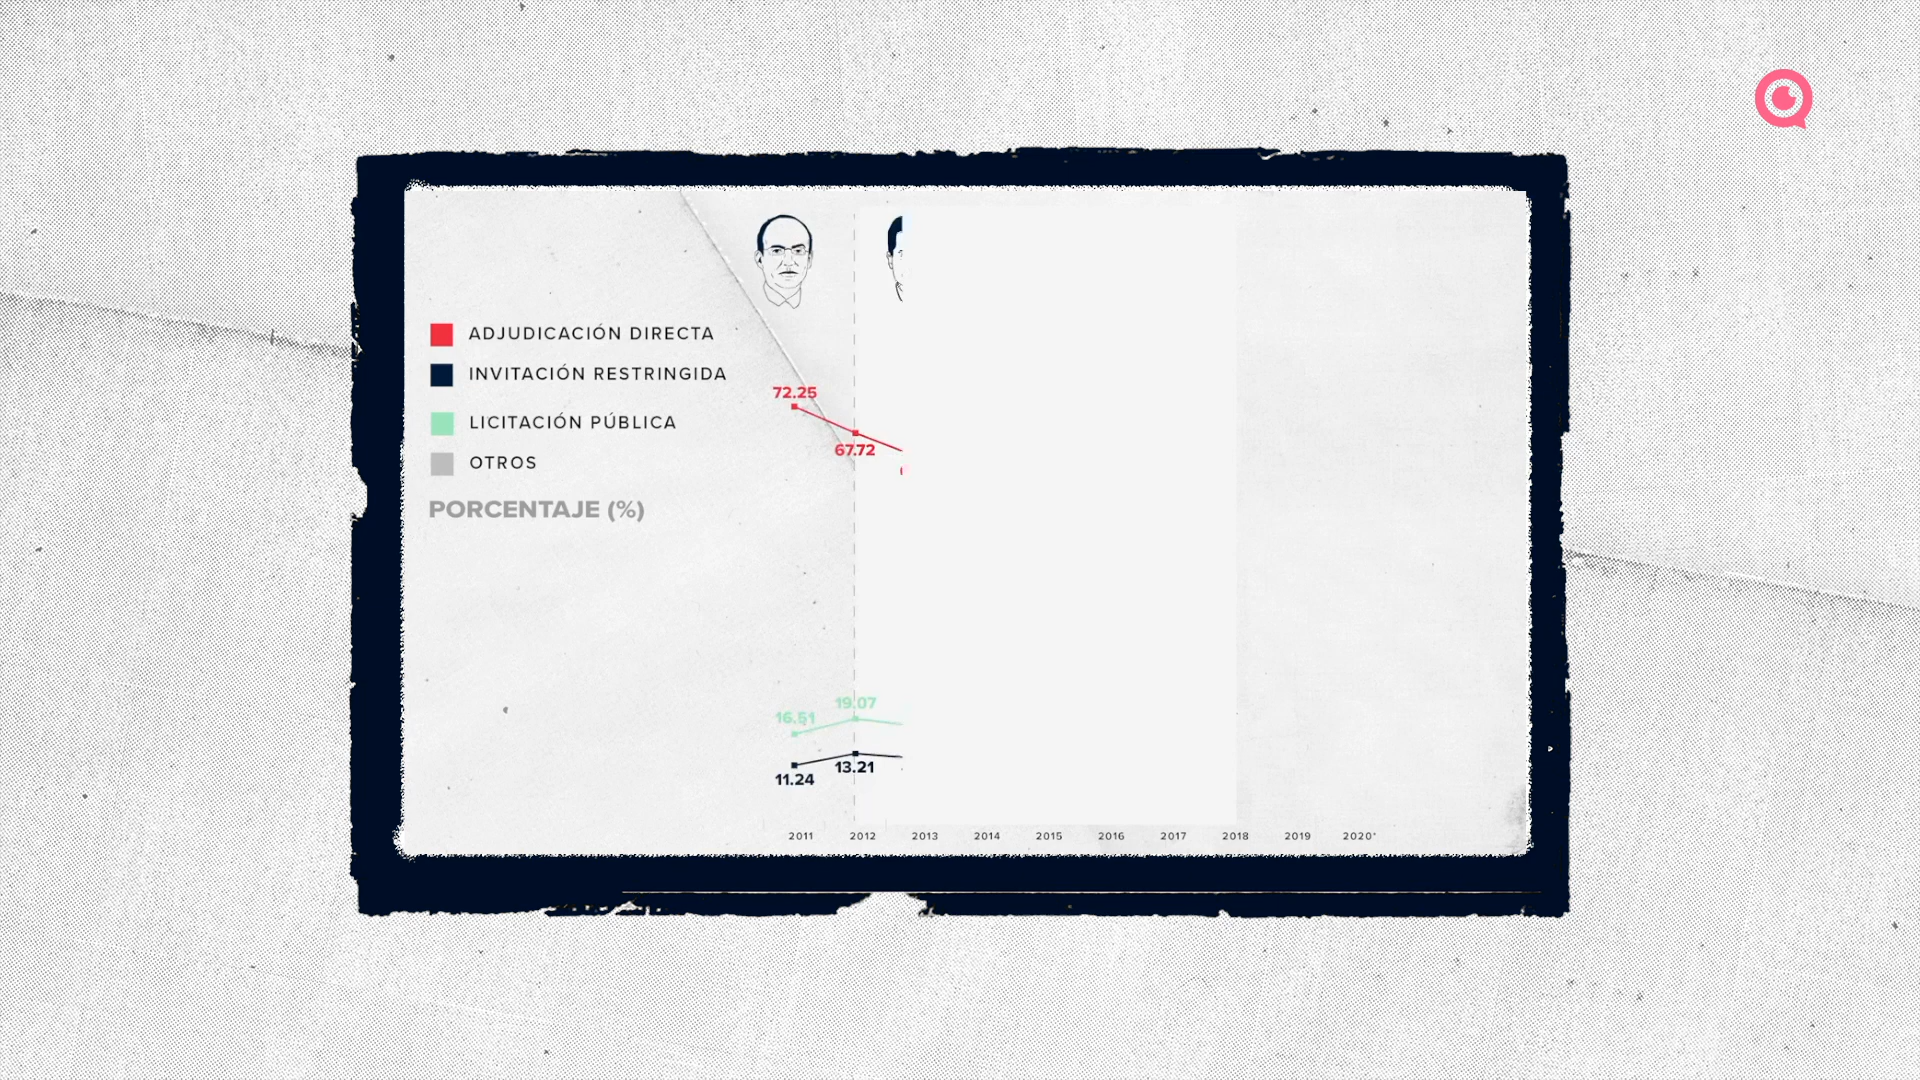 ADJUDICACIÓN DIRECTA
INVITACIÓN RESTRINGIDA
LICITACIÓN PÚBLICA
OTROS
PORCENTAJE (%)
72.25
67.72
19.07
16.51
13.21
11.24
2011 2012 2013 2014 2015 2016 2017 2018 2019 2020*